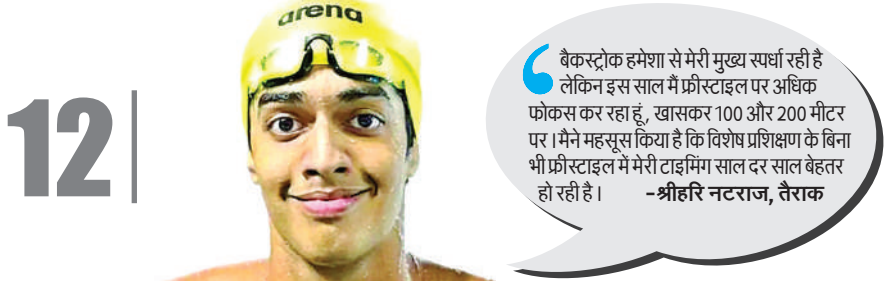 arena
12
बैकस्ट्रोक हमेशा से मेरी मुख्य स्पर्धा रही है
लेकिन इस साल मैं फ्रीस्टाइल पर अधिक
फोकस कर रहा हूं, खासकर 100 और 200 मीटर
पर। मैने महसूस किया है कि विशेष प्रशिक्षण के बिना
भी फ्रीस्टाइल में मेरी टाइमिंग साल दर साल बेहतर
हो रही है। -श्रीहरि नटराज, तैराक